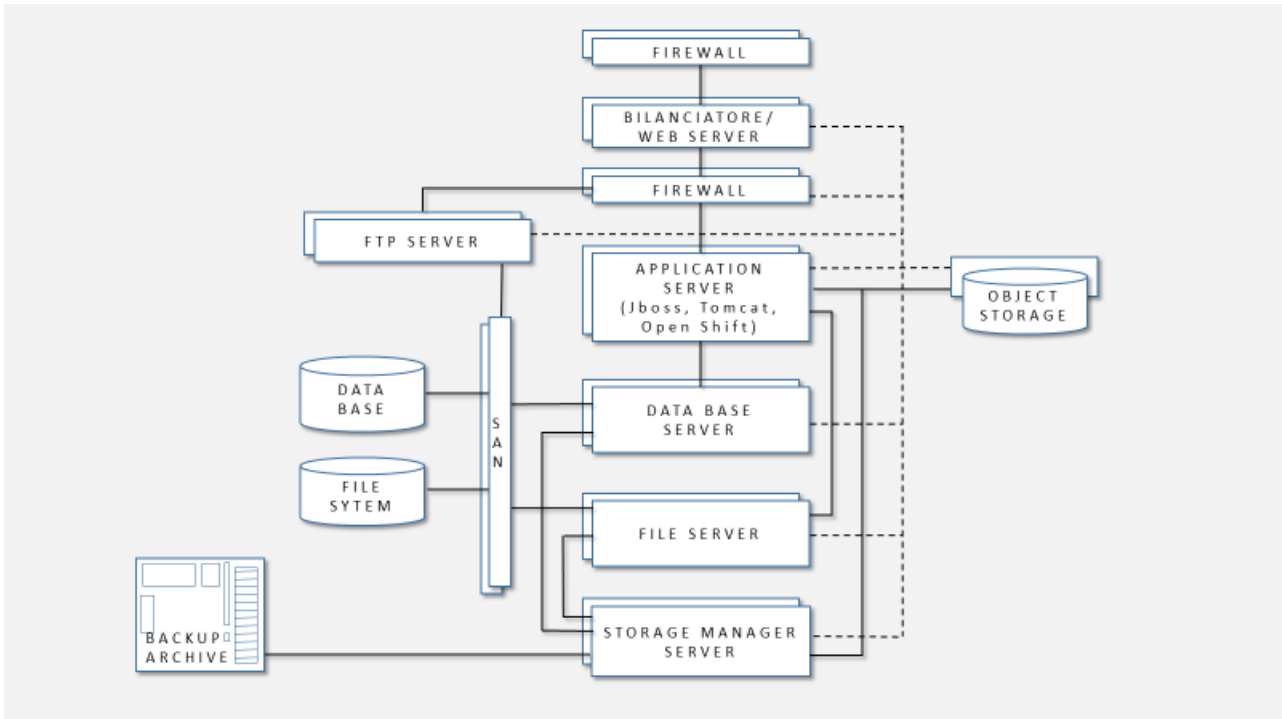 FIREWALL
BILANCIATORE/
WEB SERVER
FIREWALL
FTP SERVER
APPLICATION
SERVER
(Jboss, Tomcat,
Open Shift)
OBJECT
STORAGE
DATA
BASE
S
A
N
DATA BASE
SERVER
FILE
SYTEM
FILE SERVER
BACKUP
ARCHIVE
STORAGE MANAGER
SERVER